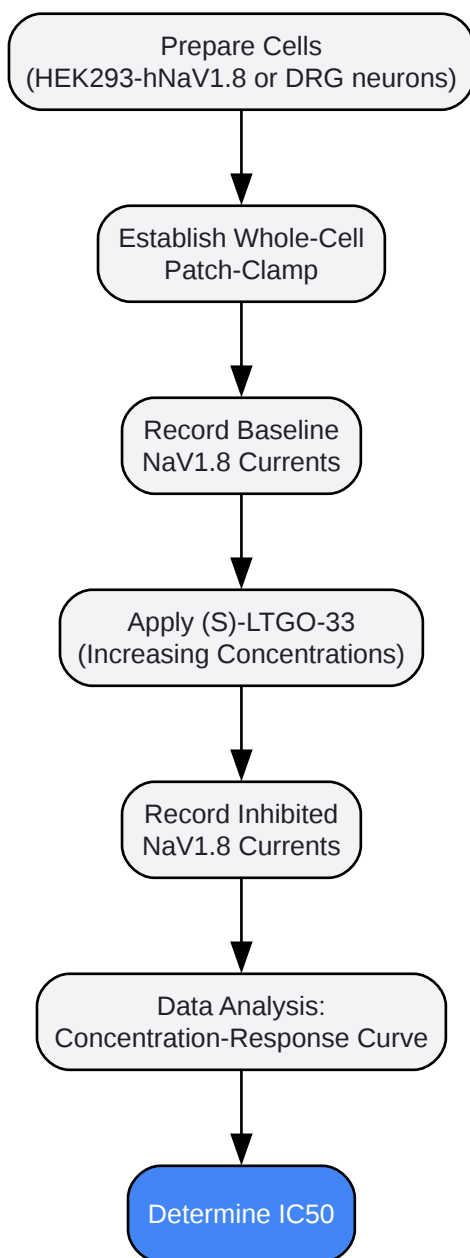 Prepare Cells
(HEK293-hNaV1.8 or DRG neurons)
Establish Whole-Cell
Patch-Clamp
Record Baseline
NaV1.8 Currents
Apply (S)-LTGO-33
(Increasing Concentrations)
Record Inhibited
NaV1.8 Currents
Data Analysis:
Concentration-Response Curve
Determine IC50